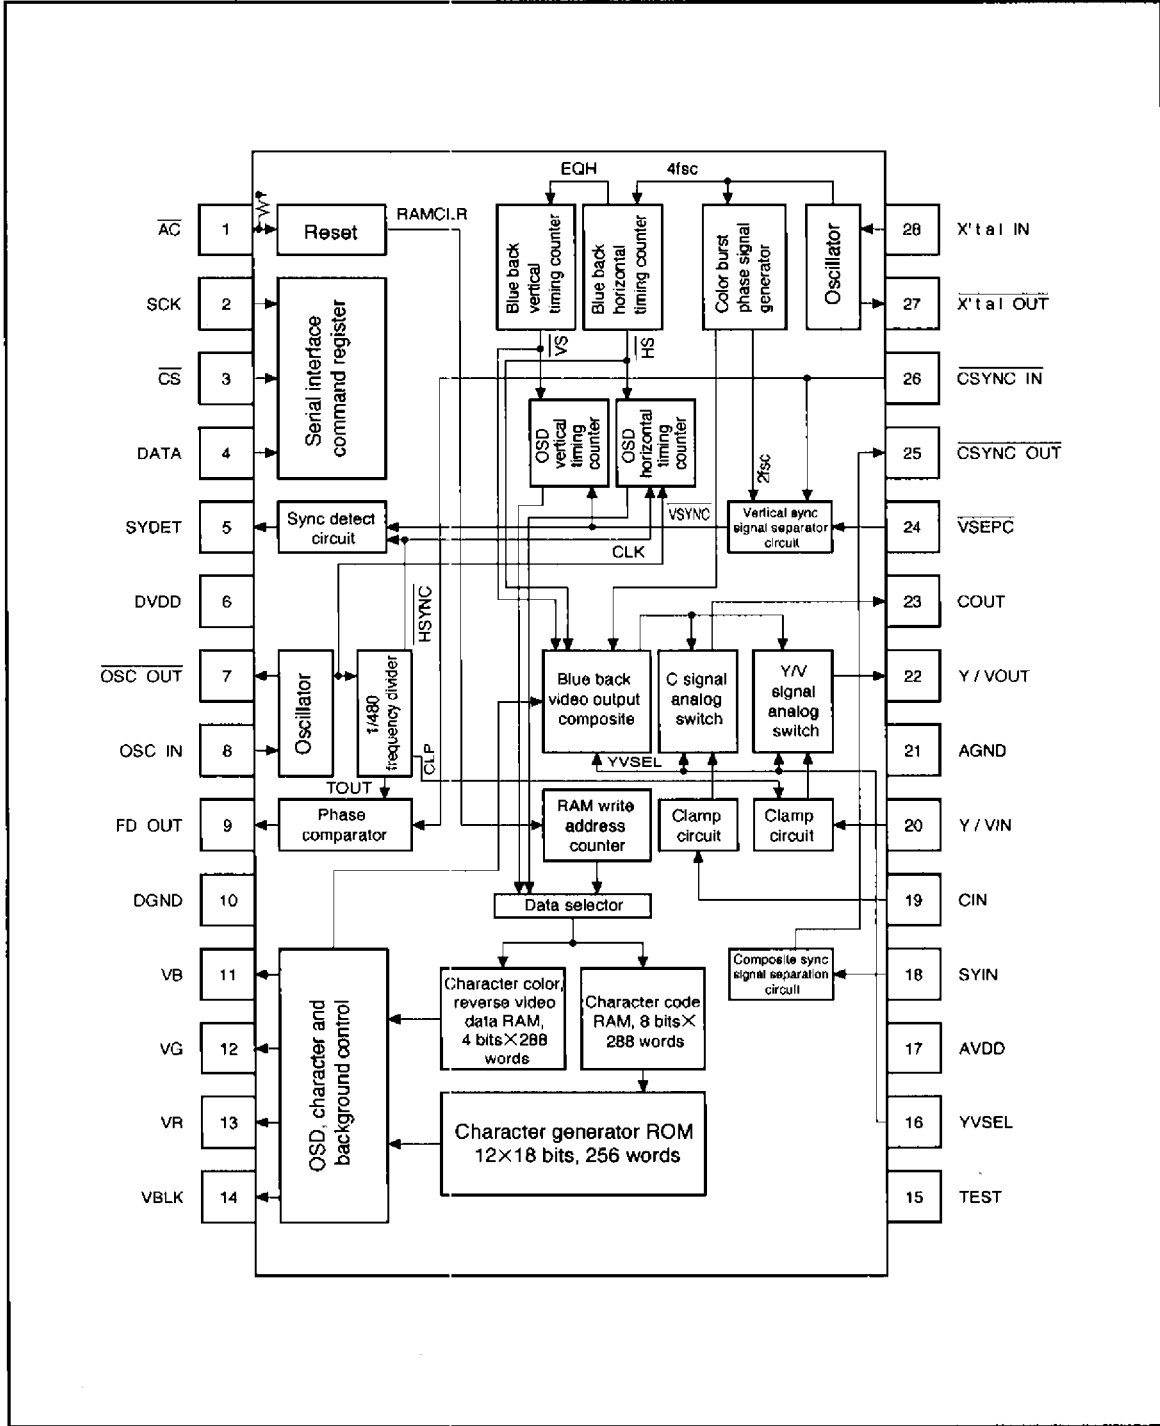 EQH
4fsc
AC
1
Reset
RAMCLR
Blue back
vertical
timing counter
Blue back
horizontal
timing counter
Color burst
phase signal
generator
Oscillator
28
X'tal IN
SCK
2
Serial interface
command register
27
X'tal OUT
VS
HS
CS
3
26
CSYNC IN
OSD
vertical
timing
counter
OSD
horizontal
timing
counter
DATA
4
2fsc
25
CSYNC OUT
SYDET
5
Sync detect
circuit
VSYNC
Vertical sync
signal separator
circuit
24
VSEPC
CLK
DVDD
6
HSYNC
23
COUT
OSC OUT
7
Oscillator
1/480
frequency divider
Blue back
video output
composite
C signal
analog
switch
Y/V
signal
analog
switch
22
Y / VOUT
OSC IN
8
CLP
YVSEL
21
AGND
TOUT
FD OUT
9
Phase
comparator
RAM write
address
counter
Clamp
circuit
Clamp
circuit
20
Y / VIN
DGND
10
Data selector
19
CIN
VB
11
OSD, character and
background control
Character color,
reverse video
data RAM,
4 bits×288
words
Character code
RAM, 8 bits×
288 words
Composite sync
signal separation
circuit
18
SYIN
VG
12
17
AVDD
VR
13
Character generator ROM
12×18 bits, 256 words
16
YVSEL
VBLK
14
15
TEST